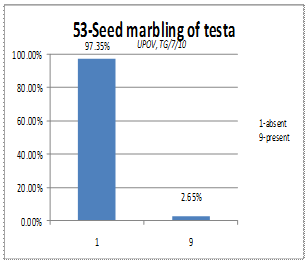 53-Seed marbling of testa
UPOV, TG/7/10
100.00%
80.00%
60.00%
40.00%
20.00%
0.00%
97.35%
2.65%
1
9
1-absent
9-present